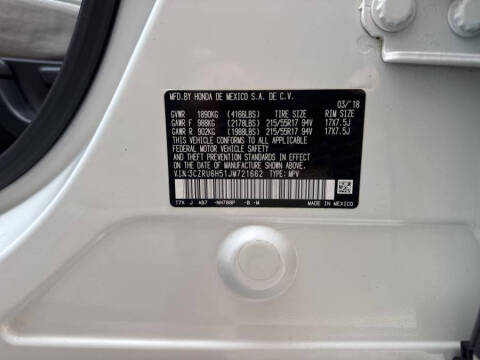 MFD.BY HONDA DE MEXICO S.A. DE C.V.
03/'18
GVWR 1890KG (4166LBS) TIRE SIZE RIM SIZE
GAWR F 988KG (2178LBS) 215/55R17 94V 17X7.5J
GAWR R 902KG (1988LBS) 215/55R17 94V 17X7.5J
THIS VEHICLE CONFORMS TO ALL APPLICABLE
FEDERAL MOTOR VEHICLE SAFETY
AND THEFT PREVENTION STANDARDS IN EFFECT
ON THE DATE OF MANUFACTURE SHOWN ABOVE.
V.I.N.:3CZRU6H51JM721662 TYPE: MPV
T7X J AB7 -NH788P -B -M
MADE IN MEXICO